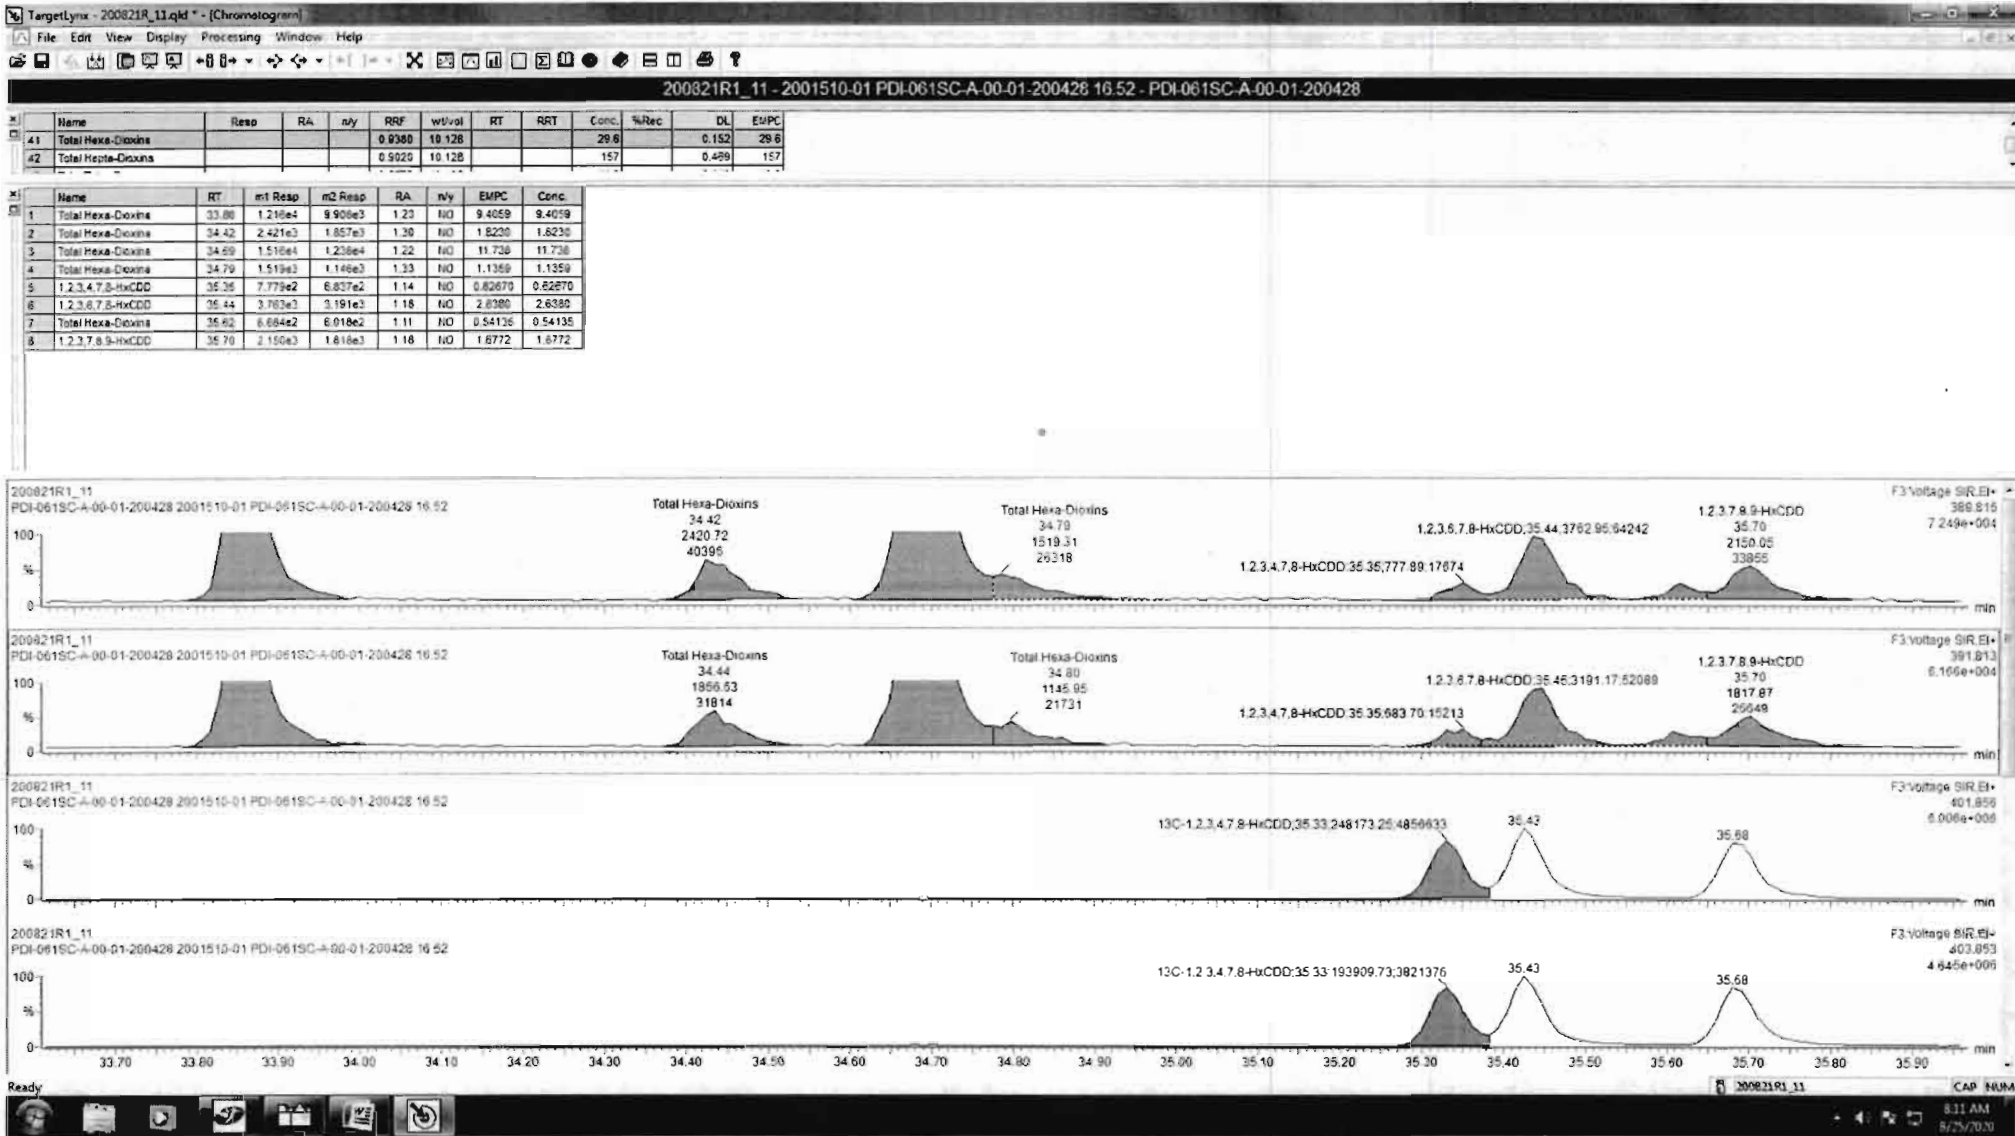 TargetLynx - 200821R_11.qld * - [Chromatogram]
File Edit View Display Processing Window Help
200821R1_11 - 2001510-01 PDI-061SC-A-00-01-200428 16.52 - PDI-061SC-A-00-01-200428
Name Resp RA n/y RRF wt/vol RT RRT Conc. %Rec DL EMPC
41 Total Hexa-Dioxins 0.9380 10.128 29.6 0.152 29.6
42 Total Hepta-Dioxins 0.9020 10.128 157 0.469 157
Name RT m1 Resp m2 Resp RA n/y EMPC Conc.
1 Total Hexa-Dioxins 33.86 1.216e4 9.906e3 1.23 NO 9.4059 9.4059
2 Total Hexa-Dioxins 34.42 2.421e3 1.857e3 1.30 NO 1.8230 1.8230
3 Total Hexa-Dioxins 34.69 1.516e4 1.238e4 1.22 NO 11.736 11.736
4 Total Hexa-Dioxins 34.79 1.519e3 1.146e3 1.33 NO 1.1359 1.1359
5 1,2,3,4,7,8-HxCDD 35.35 7.779e2 6.837e2 1.14 NO 0.62670 0.62670
6 1,2,3,6,7,8-HxCDD 35.44 3.763e3 3.191e3 1.18 NO 2.6380 2.6380
7 Total Hexa-Dioxins 35.62 6.684e2 6.018e2 1.11 NO 0.54135 0.54135
8 1,2,3,7,8,9-HxCDD 35.70 2.150e3 1.818e3 1.18 NO 1.6772 1.6772
200821R1_11
PDI-061SC-A-00-01-200428 2001510-01 PDI-061SC-A-00-01-200428 16.52
F3:Voltage SIR,EI+
389.816
7.249e+004
Total Hexa-Dioxins
34.42
2420.72
40396
Total Hexa-Dioxins
34.79
1519.31
26318
1,2,3,4,7,8-HxCDD;35.35;777.89;17674
1,2,3,6,7,8-HxCDD;35.44;3762.95;64242
1,2,3,7,8,9-HxCDD
35.70
2150.05
33855
100
%
0
min
200821R1_11
PDI-061SC-A-00-01-200428 2001510-01 PDI-061SC-A-00-01-200428 16.52
F3:Voltage SIR,EI+
391.813
6.166e+004
Total Hexa-Dioxins
34.44
1856.53
31814
Total Hexa-Dioxins
34.80
1145.95
21731
1,2,3,4,7,8-HxCDD;35.35;683.70;15213
1,2,3,6,7,8-HxCDD;35.45;3191.17;52089
1,2,3,7,8,9-HxCDD
35.70
1817.87
26649
100
%
0
min
200821R1_11
PDI-061SC-A-00-01-200428 2001510-01 PDI-061SC-A-00-01-200428 16.52
F3:Voltage SIR,EI+
401.856
6.006e+006
13C-1,2,3,4,7,8-HxCDD;35.33;248173.25;4856633
35.43
35.68
100
%
0
min
200821R1_11
PDI-061SC-A-00-01-200428 2001510-01 PDI-061SC-A-00-01-200428 16.52
F3:Voltage SIR,EI+
403.853
4.645e+006
13C-1,2,3,4,7,8-HxCDD;35.33;193909.73;3821376
35.43
35.68
100
%
0
min
33.70 33.80 33.90 34.00 34.10 34.20 34.30 34.40 34.50 34.60 34.70 34.80 34.90 35.00 35.10 35.20 35.30 35.40 35.50 35.60 35.70 35.80 35.90
Ready
200821R1_11 CAP NUM
8:11 AM
8/25/2020